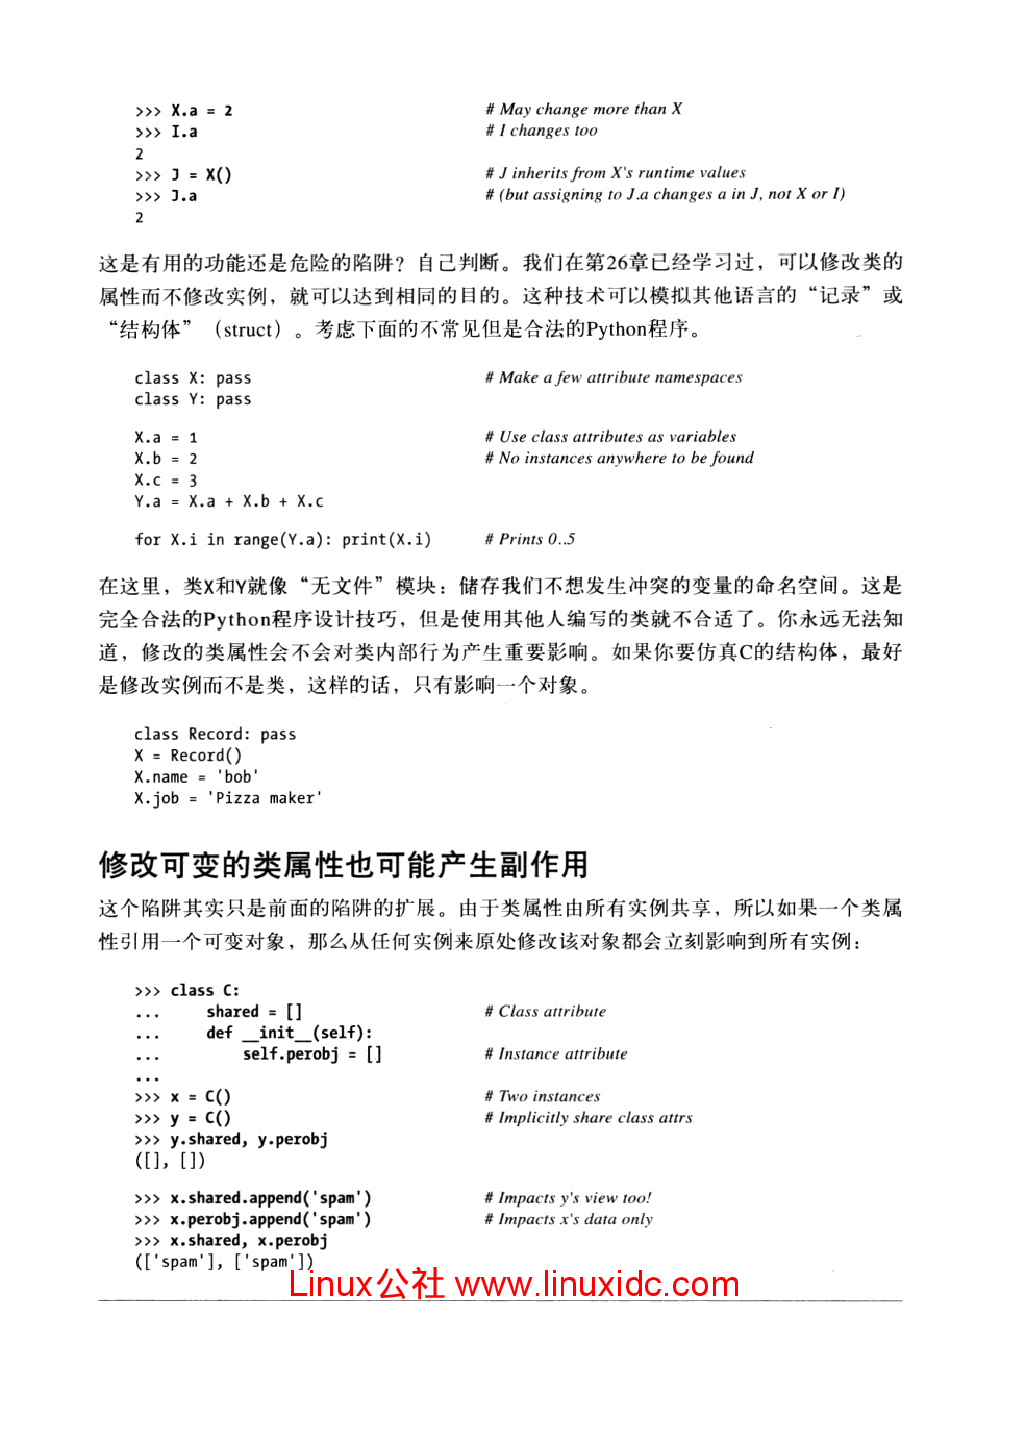 >>> X.a = 2 # May change more than X
>>> I.a # I changes too
2
>>> J = X() # J inherits from X's runtime values
>>> J.a # (but assigning to J.a changes a in J, not X or I)
2
这是有用的功能还是危险的陷阱？自己判断。我们在第26章已经学习过，可以修改类的
属性而不修改实例，就可以达到相同的目的。这种技术可以模拟其他语言的“记录”或
“结构体”（struct）。考虑下面的不常见但是合法的Python程序。
class X: pass # Make a few attribute namespaces
class Y: pass
X.a = 1 # Use class attributes as variables
X.b = 2 # No instances anywhere to be found
X.c = 3
Y.a = X.a + X.b + X.c
for X.i in range(Y.a): print(X.i) # Prints 0..5
在这里，类X和Y就像“无文件”模块：储存我们不想发生冲突的变量的命名空间。这是
完全合法的Python程序设计技巧，但是使用其他人编写的类就不合适了。你永远无法知
道，修改的类属性会不会对类内部行为产生重要影响。如果你要仿真C的结构体，最好
是修改实例而不是类，这样的话，只有影响一个对象。
class Record: pass
X = Record()
X.name = 'bob'
X.job = 'Pizza maker'
修改可变的类属性也可能产生副作用
这个陷阱其实只是前面的陷阱的扩展。由于类属性由所有实例共享，所以如果一个类属
性引用一个可变对象，那么从任何实例来原处修改该对象都会立刻影响到所有实例：
>>> class C:
... shared = [] # Class attribute
... def __init__(self):
... self.perobj = [] # Instance attribute
...
>>> x = C() # Two instances
>>> y = C() # Implicitly share class attrs
>>> y.shared, y.perobj
([], [])
>>> x.shared.append('spam') # Impacts y's view too!
>>> x.perobj.append('spam') # Impacts x's data only
>>> x.shared, x.perobj
(['spam'], ['spam'])
Linux公社 www.linuxidc.com